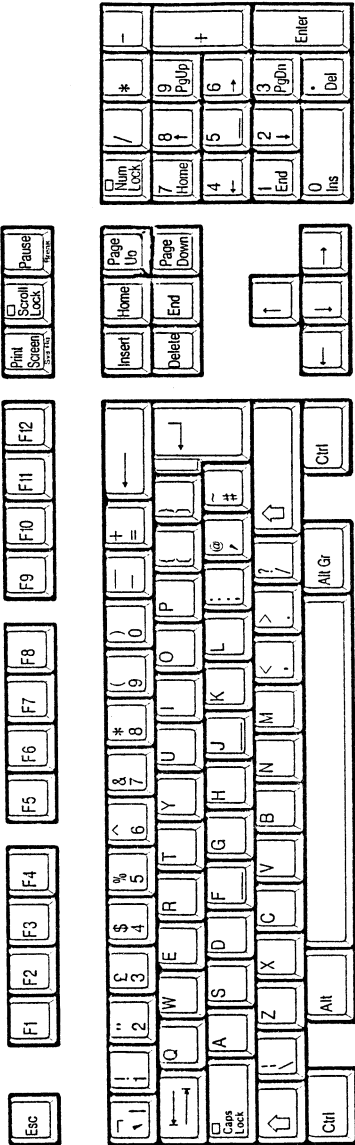 Esc F1 F2 F3 F4 F5 F6 F7 F8 F9 F10 F11 F12 Print Screen Scroll Lock Pause
! " £ $ % ^ & * ( ) _ +
1 2 3 4 5 6 7 8 9 0 - =
Insert Home Page Up
Num Lock / * -
Q W E R T Y U I O P { }
[ ]
Delete End Page Down
7 Home 8 ↑ 9 PgUp +
Caps Lock A S D F G H J K L : @ ~
; ' #
4 ← 5 6 →
| \ Z X C V B N M < > ?
, . /
↑
1 End 2 ↓ 3 PgDn Enter
Ctrl Alt Alt Gr Ctrl
← ↓ →
0 Ins . Del